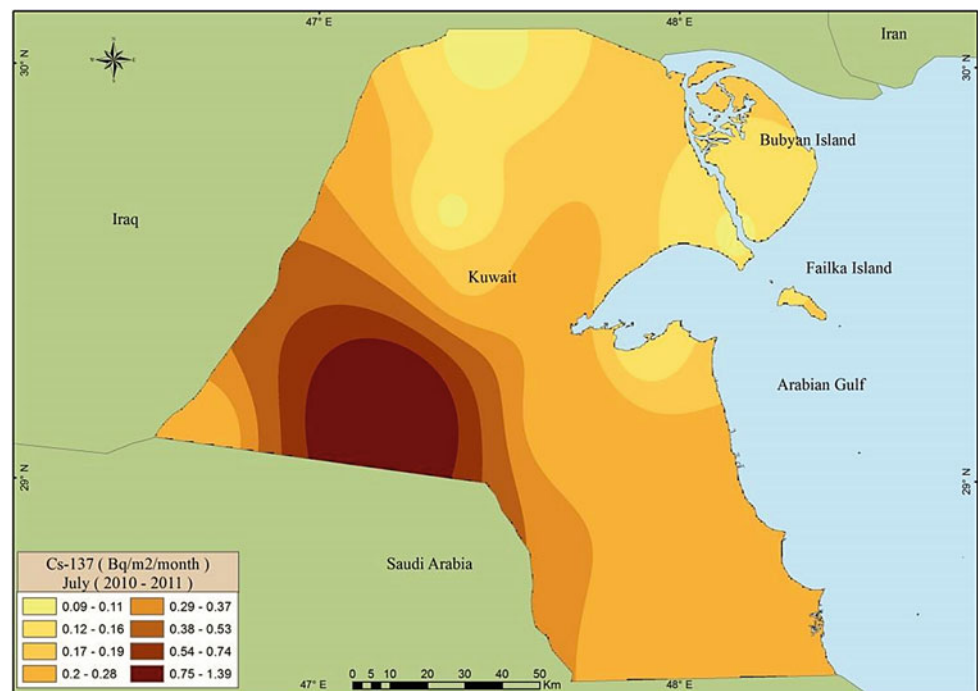 47° E
48° E
Iran
30° N
30° N
Bubyan Island
Iraq
Failka Island
Kuwait
Arabian Gulf
29° N
29° N
Saudi Arabia
Cs-137 ( Bq/m2/month )
July ( 2010 - 2011 )
0.09 - 0.11
0.29 - 0.37
0.12 - 0.16
0.38 - 0.53
0.17 - 0.19
0.54 - 0.74
0.2 - 0.28
0.75 - 1.39
0 5 10 20 30 40 50
Km
47° E
48° E